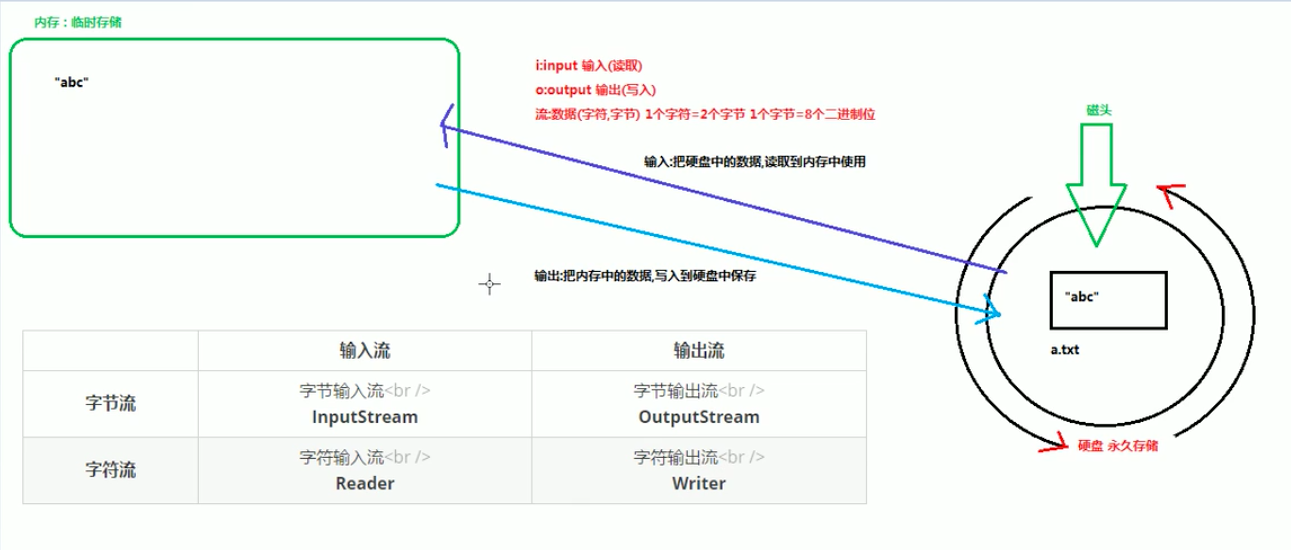 内存：临时存储
"abc"
i:input 输入(读取)
o:output 输出(写入)
流:数据(字符,字节) 1个字符=2个字节 1个字节=8个二进制位
磁头
输入:把硬盘中的数据,读取到内存中使用
输出:把内存中的数据,写入到硬盘中保存
"abc"
a.txt
硬盘 永久存储
输入流 输出流
字节流 字节输入流<br /> 字节输出流<br />
InputStream OutputStream
字符流 字符输入流<br /> 字符输出流<br />
Reader Writer